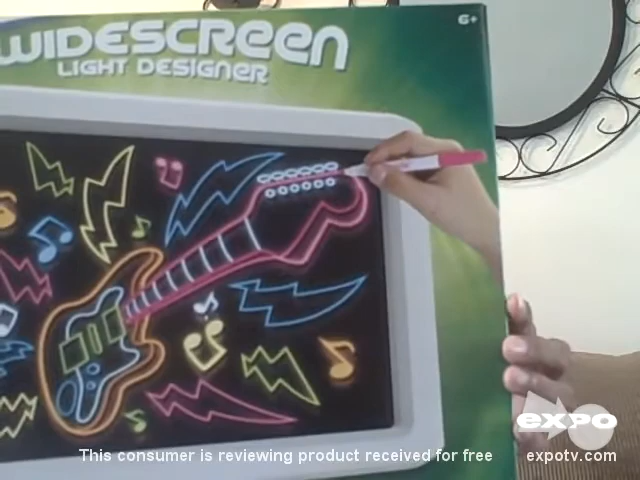 WIDESCREEN
LIGHT DESIGNER
6+
expo
This consumer is reviewing product received for free
expotv.com